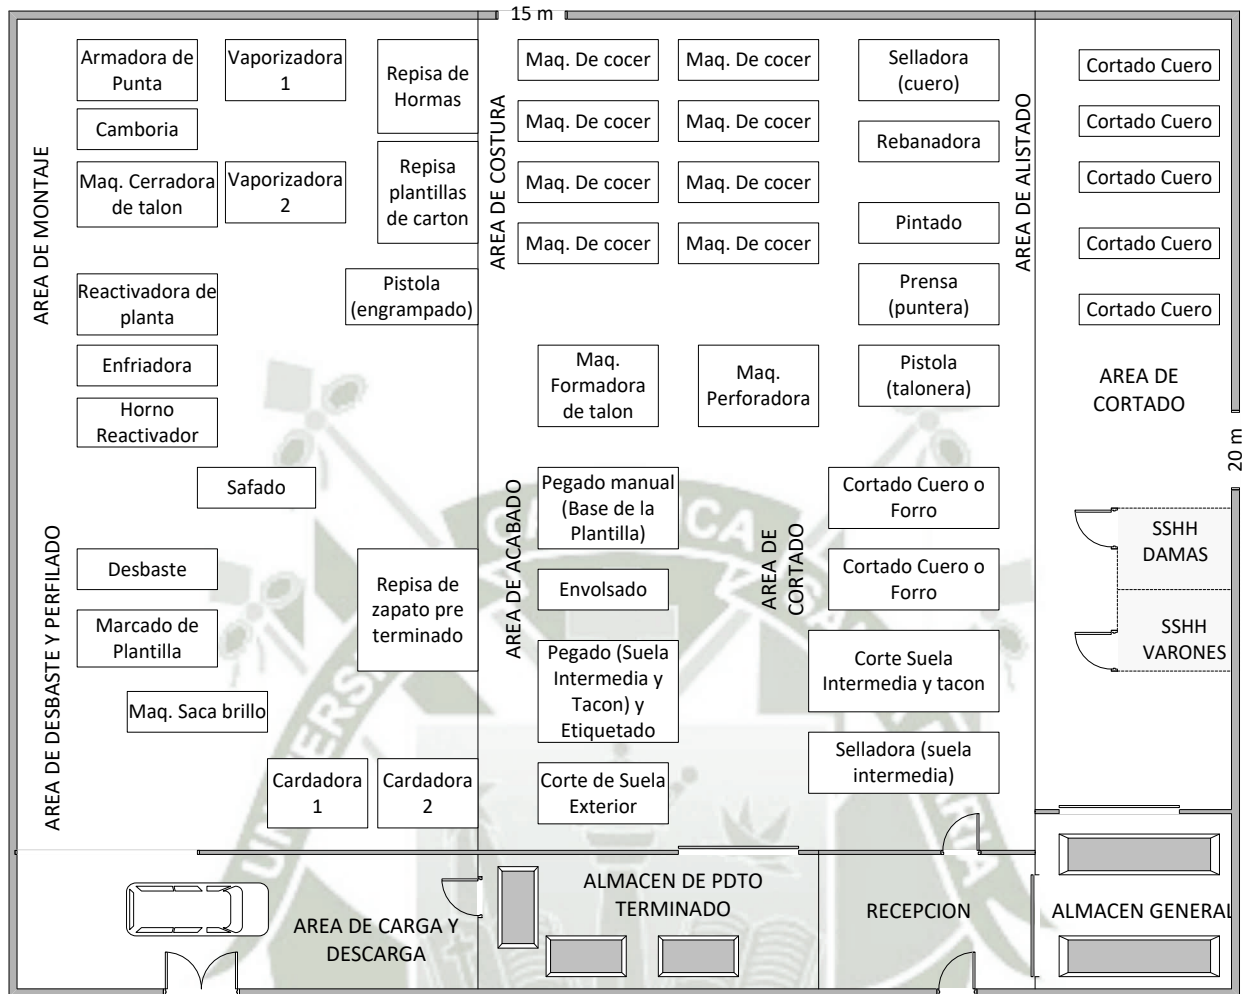 15 m
AREA DE MONTAJE
Armadora de
Punta
Vaporizadora
1
Repisa de
Hormas
Camboria
Maq. Cerradora
de talon
Vaporizadora
2
Repisa
plantillas
de carton
Reactivadora de
planta
Pistola
(engrampado)
Enfriadora
Horno
Reactivador
Safado
AREA DE COSTURA
Maq. De cocer
Maq. De cocer
Maq. De cocer
Maq. De cocer
Maq. De cocer
Maq. De cocer
Maq. De cocer
Maq. De cocer
Maq.
Formadora
de talon
Maq.
Perforadora
AREA DE ALISTADO
Selladora
(cuero)
Rebanadora
Pintado
Prensa
(puntera)
Pistola
(talonera)
Cortado Cuero
Cortado Cuero
Cortado Cuero
Cortado Cuero
Cortado Cuero
AREA DE
CORTADO
20 m
AREA DE DESBASTE Y PERFILADO
Desbaste
Marcado de
Plantilla
Repisa de
zapato pre
terminado
Maq. Saca brillo
Cardadora
1
Cardadora
2
AREA DE ACABADO
Pegado manual
(Base de la
Plantilla)
Envolsado
Pegado (Suela
Intermedia y
Tacon) y
Etiquetado
Corte de Suela
Exterior
AREA DE
CORTADO
Cortado Cuero o
Forro
Cortado Cuero o
Forro
Corte Suela
Intermedia y tacon
Selladora (suela
intermedia)
SSHH
DAMAS
SSHH
VARONES
AREA DE CARGA Y
DESCARGA
ALMACEN DE PDTO
TERMINADO
RECEPCION
ALMACEN GENERAL